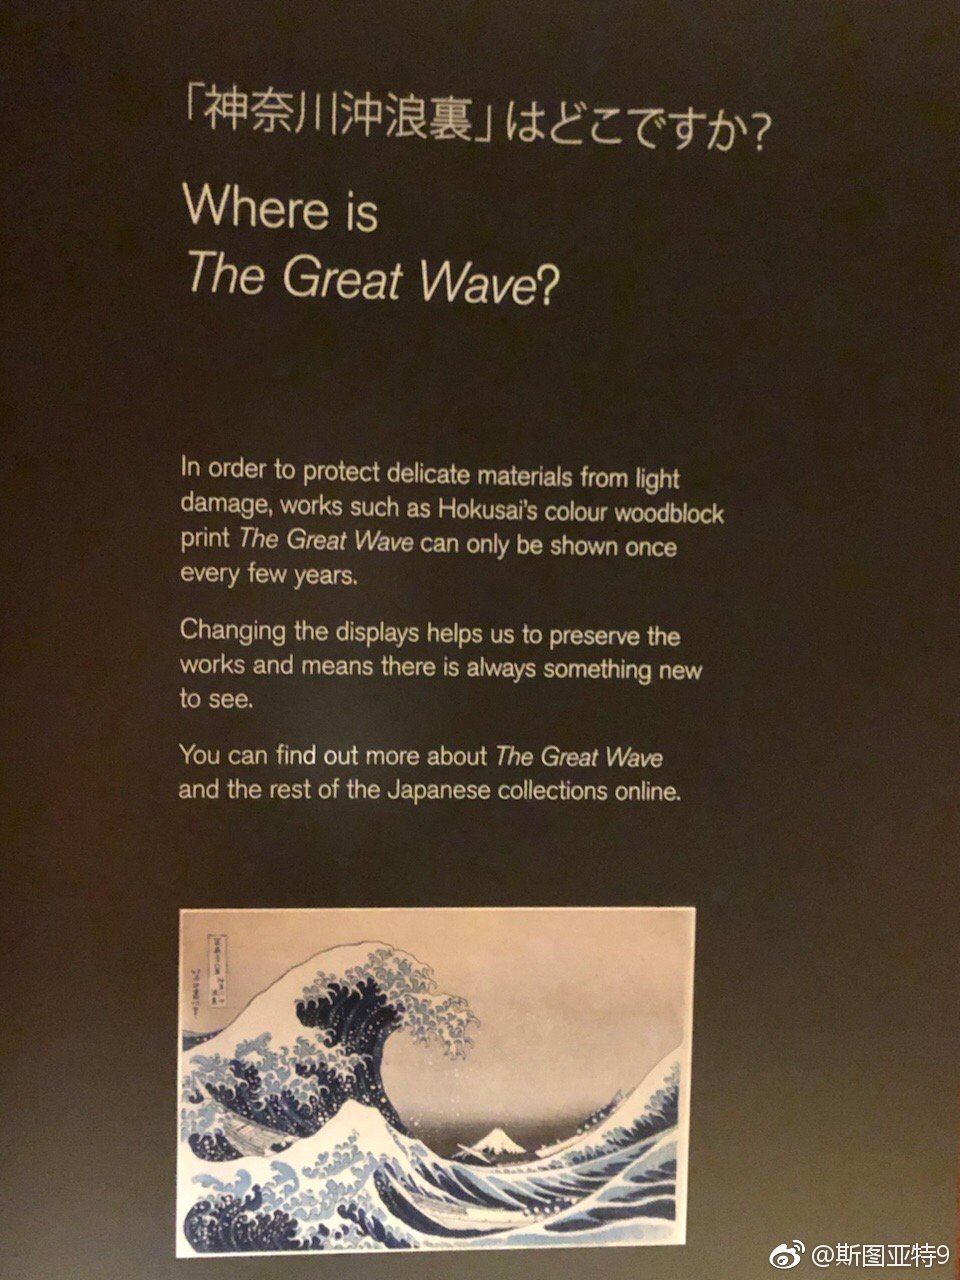 「神奈川沖浪裏」はどこですか?
Where is
The Great Wave?
In order to protect delicate materials from light
damage, works such as Hokusai's colour woodblock
print The Great Wave can only be shown once
every few years.
Changing the displays helps us to preserve the
works and means there is always something new
to see.
You can find out more about The Great Wave
and the rest of the Japanese collections online.
@斯图亚特9